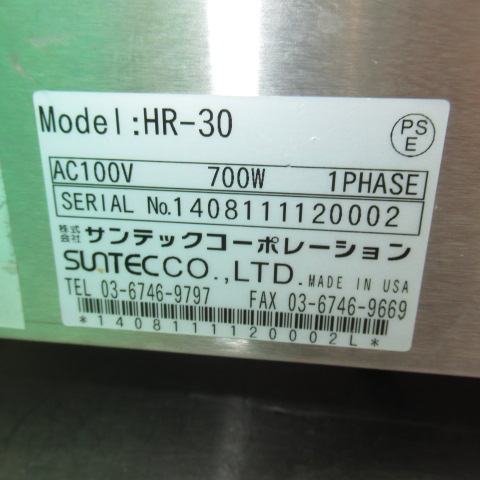 Model:HR-30
PS
E
AC100V 700W 1PHASE
SERIAL No.1408111120002
株式会社 サンテックコーポレーション
SUNTEC CO.,LTD. MADE IN USA
TEL 03-6746-9797 FAX 03-6746-9669
*1408111120002L*